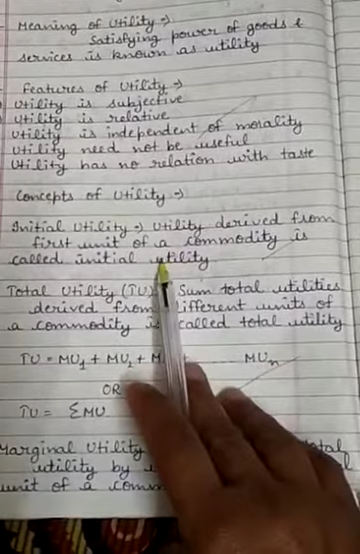 Meaning of Utility →
Satisfying power of goods &
services is known as utility
Features of Utility →
Utility is subjective
Utility is relative
Utility is independent of morality
Utility need not be useful
Utility has no relation with taste
Concepts of Utility →
Initial Utility → Utility derived from
first unit of a commodity is
called initial utility
Total Utility (TU) Sum total utilities
derived from different units of
a commodity is called total utility
TU = MU1 + MU2 + M MUn
OR
TU = ΣMU
Marginal Utility total
utility by
unit of a